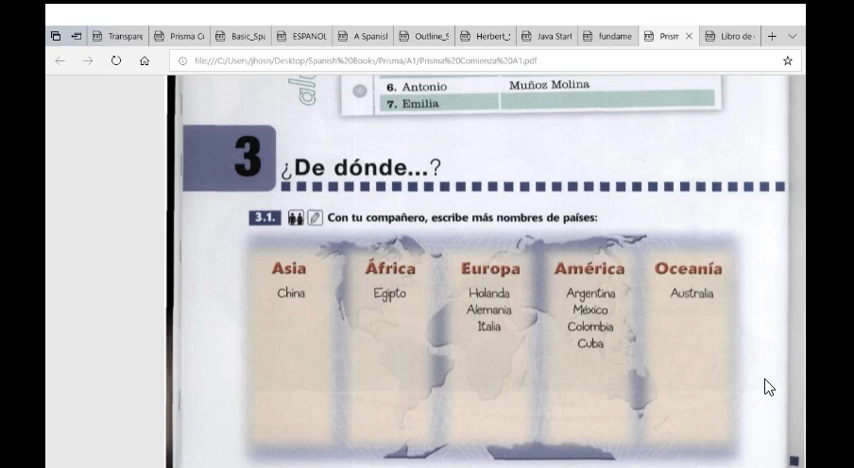 Transpare
Prisma C
Basic_Spa
ESPANOL
A Spanis
Outline_S
Herbert_
Java Start
fundame
Prism
Libro de
file:///C:/Users/jhosn/Desktop/Spanish%20Books/Prisma/A1/Prisma%20Comienza%20A1.pdf
6. Antonio Muñoz Molina
7. Emilia
3 ¿De dónde...?
3.1. Con tu compañero, escribe más nombres de países:
Asia África Europa América Oceanía
China Egipto Holanda Argentina Australia
Alemania México
Italia Colombia
Cuba